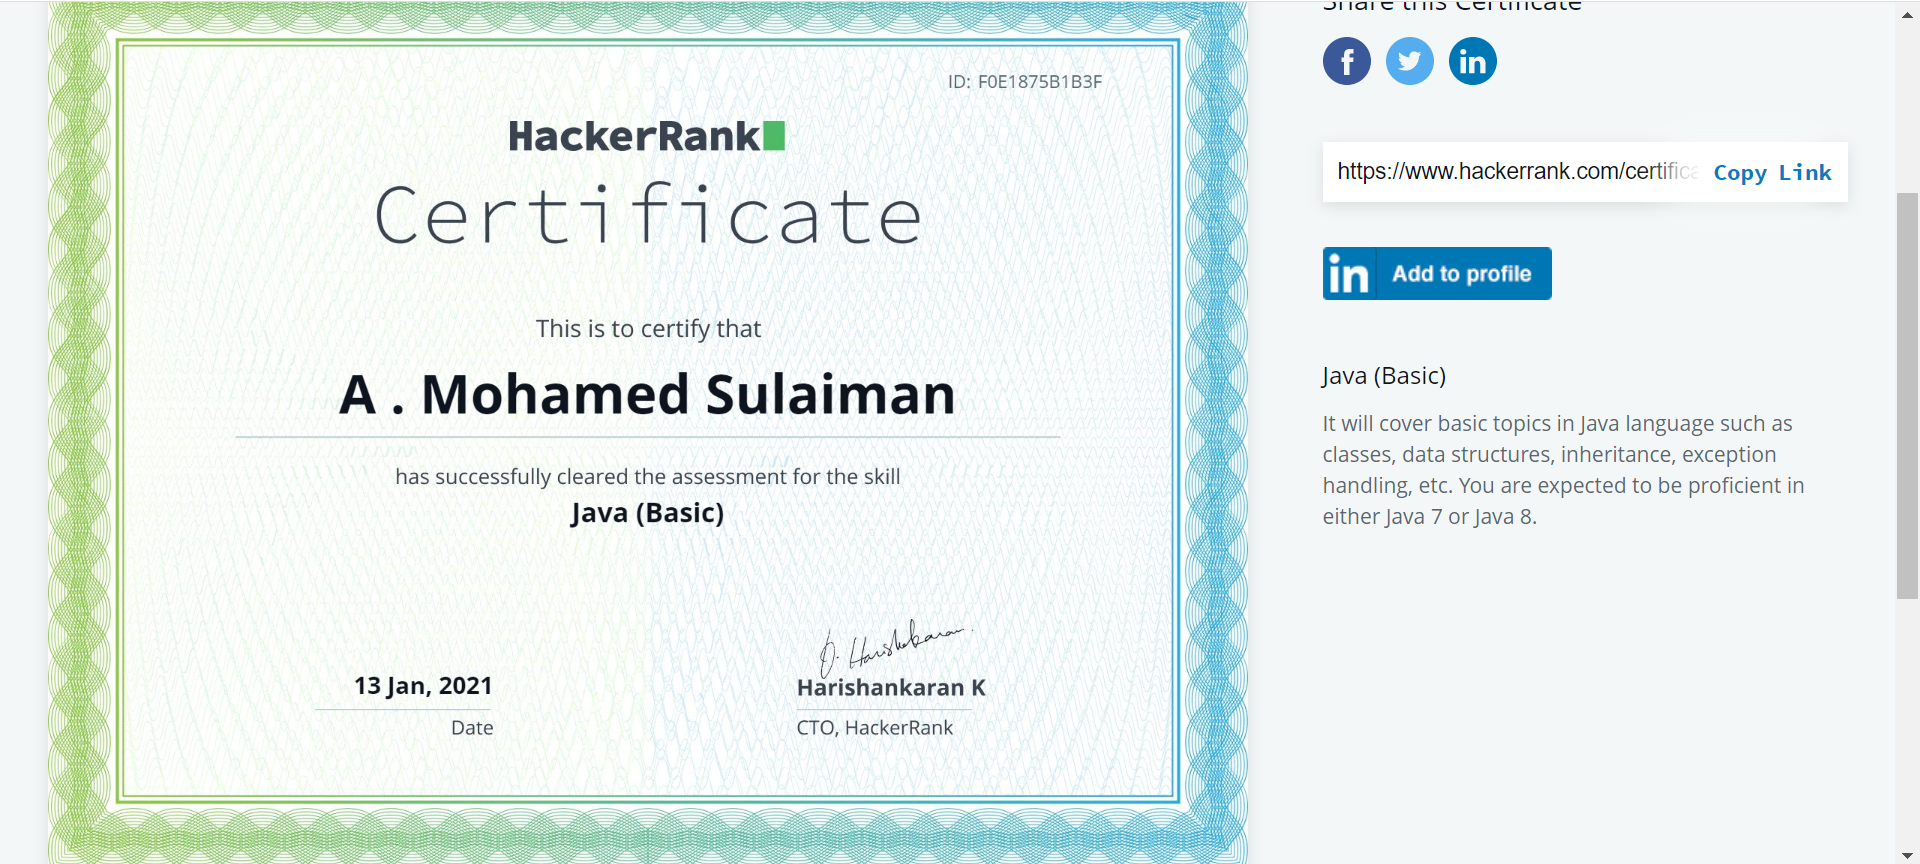 ID: F0E1875B1B3F
HackerRank
Certificate
This is to certify that
A . Mohamed Sulaiman
has successfully cleared the assessment for the skill
Java (Basic)
13 Jan, 2021
Date
Harishankaran K
CTO, HackerRank
Share this Certificate
https://www.hackerrank.com/certifica
Copy Link
in Add to profile
Java (Basic)
It will cover basic topics in Java language such as
classes, data structures, inheritance, exception
handling, etc. You are expected to be proficient in
either Java 7 or Java 8.